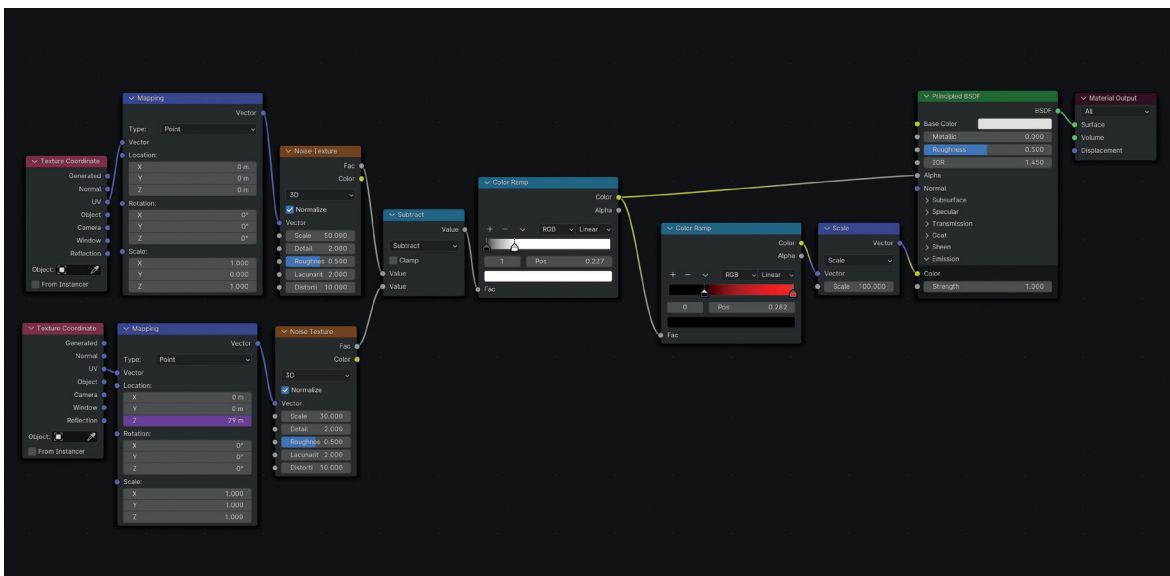 Mapping
Vector
Type: Point
Vector
Location:
X 0 m
Y 0 m
Z 0 m
Rotation:
X 0°
Y 0°
Z 0°
Scale:
X 1.000
Y 0.000
Z 1.000
Texture Coordinate
Generated
Normal
UV
Object
Camera
Window
Reflection
Object:
From Instancer
Noise Texture
Fac
Color
3D
Normalize
Vector
Scale 50.000
Detail 2.000
Roughnes 0.500
Lacunarit 2.000
Distorti 10.000
Texture Coordinate
Generated
Normal
UV
Object
Camera
Window
Reflection
Object:
From Instancer
Mapping
Vector
Type: Point
Vector
Location:
X 0 m
Y 0 m
Z 29 m
Rotation:
X 0°
Y 0°
Z 0°
Scale:
X 1.000
Y 1.000
Z 1.000
Noise Texture
Fac
Color
3D
Normalize
Vector
Scale 30.000
Detail 2.000
Roughnes 0.500
Lacunarit 2.000
Distorti 10.000
Subtract
Value
Subtract
Clamp
Value
Value
Color Ramp
Color
Alpha
+ − RGB Linear
1 Pos 0.227
Fac
Color Ramp
Color
Alpha
+ − RGB Linear
0 Pos 0.282
Fac
Scale
Vector
Scale
Vector
Scale 100.000
Principled BSDF
BSDF
Base Color
Metallic 0.000
Roughness 0.500
IOR 1.450
Alpha
Normal
Subsurface
Specular
Transmission
Coat
Sheen
Emission
Color
Strength 1.000
Material Output
All
Surface
Volume
Displacement